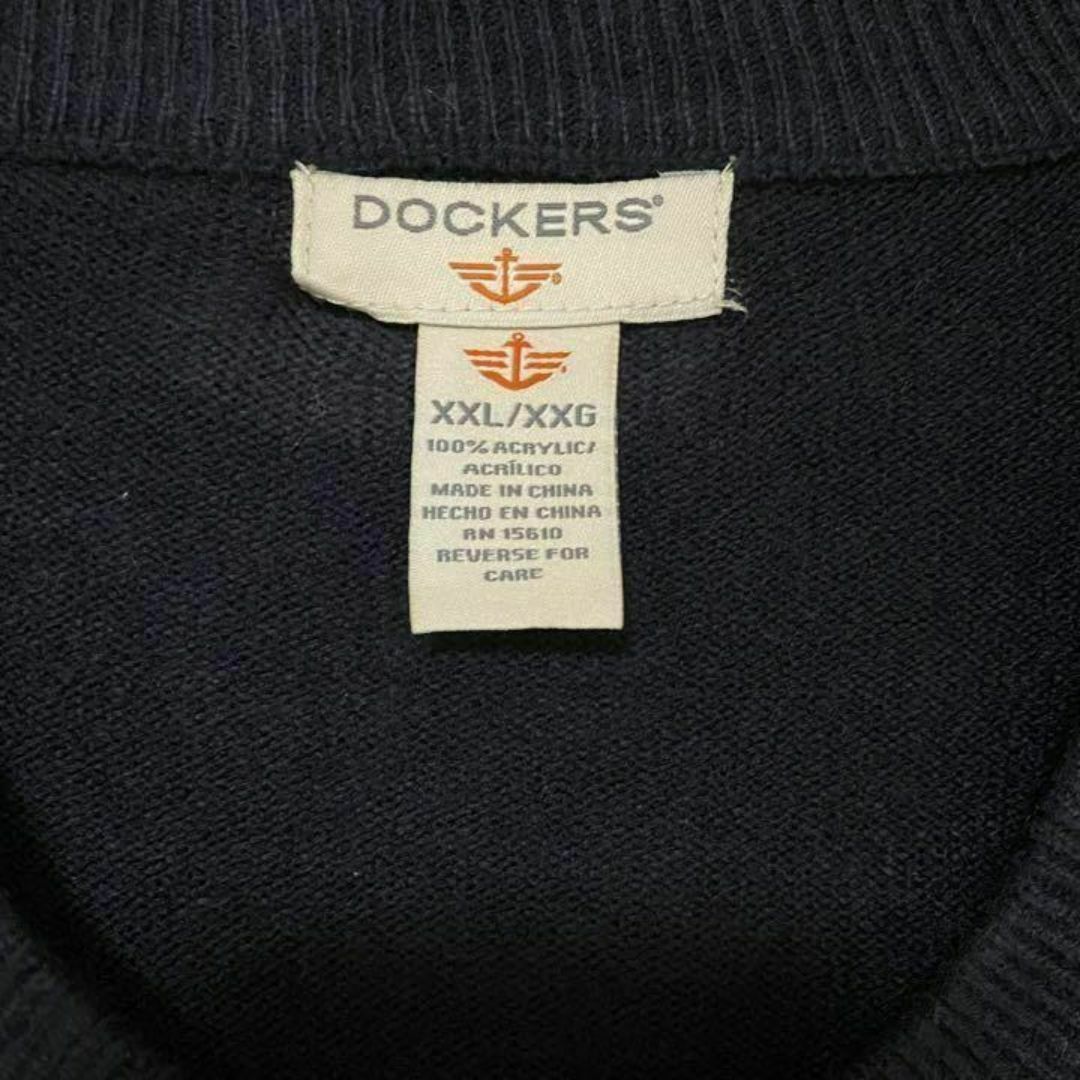 DOCKERS®
®
XXL/XXG
100% ACRYLIC/
ACRÍLICO
MADE IN CHINA
HECHO EN CHINA
RN 15610
REVERSE FOR
CARE